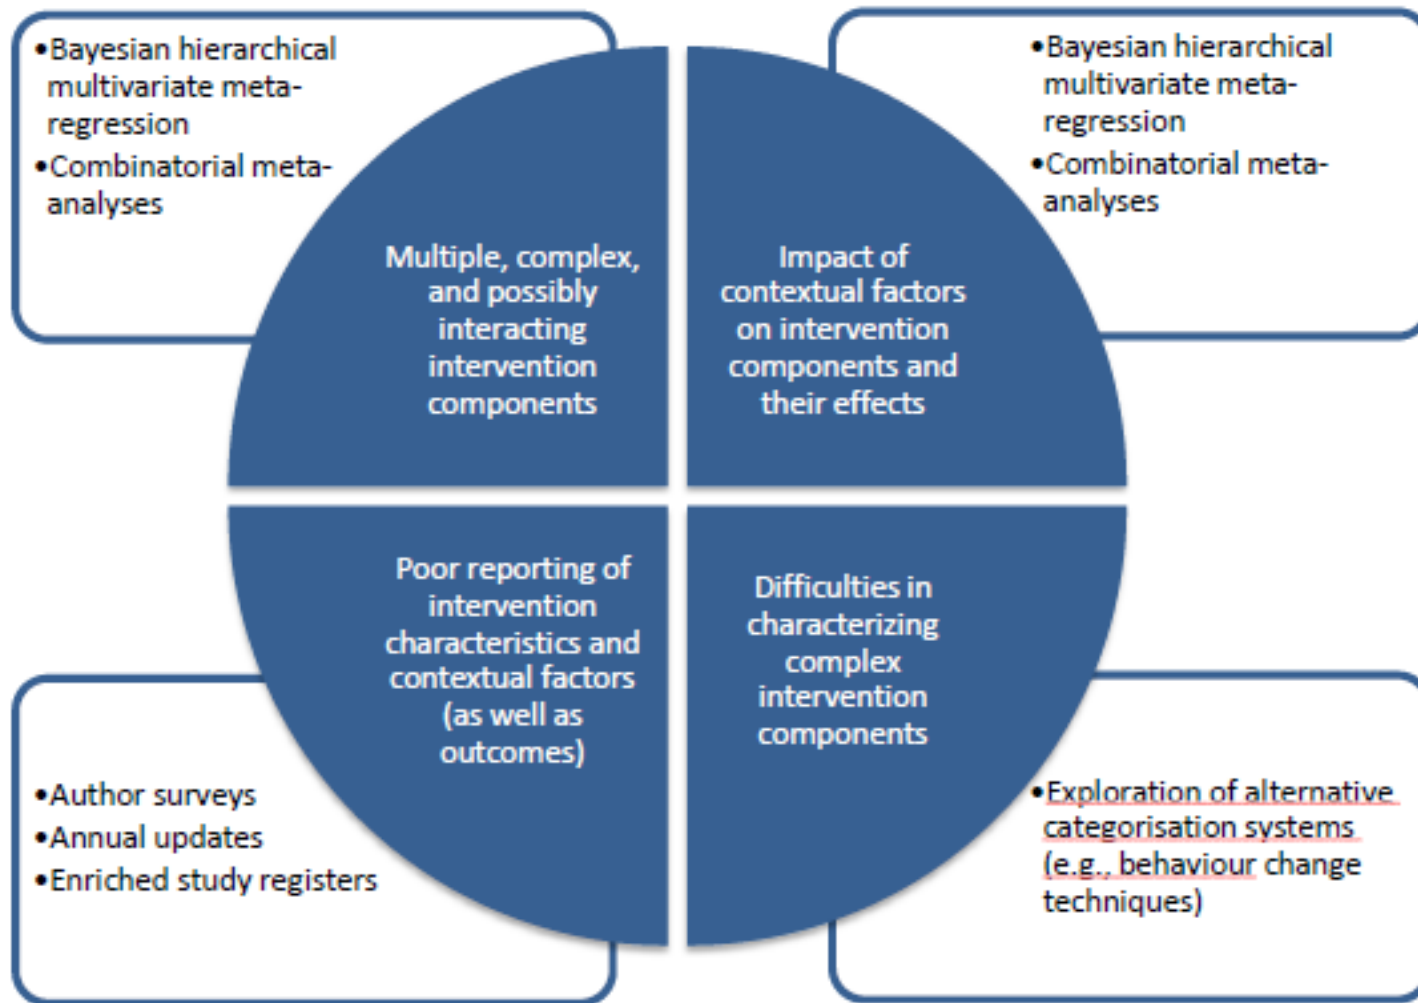 •Bayesian hierarchical
multivariate meta-
regression
•Combinatorial meta-
analyses
•Bayesian hierarchical
multivariate meta-
regression
•Combinatorial meta-
analyses
Multiple, complex,
and possibly
interacting
intervention
components
Impact of
contextual factors
on intervention
components and
their effects
Poor reporting of
intervention
characteristics and
contextual factors
(as well as
outcomes)
Difficulties in
characterizing
complex
intervention
components
•Author surveys
•Annual updates
•Enriched study registers
•Exploration of alternative
categorisation systems
(e.g., behaviour change
techniques)